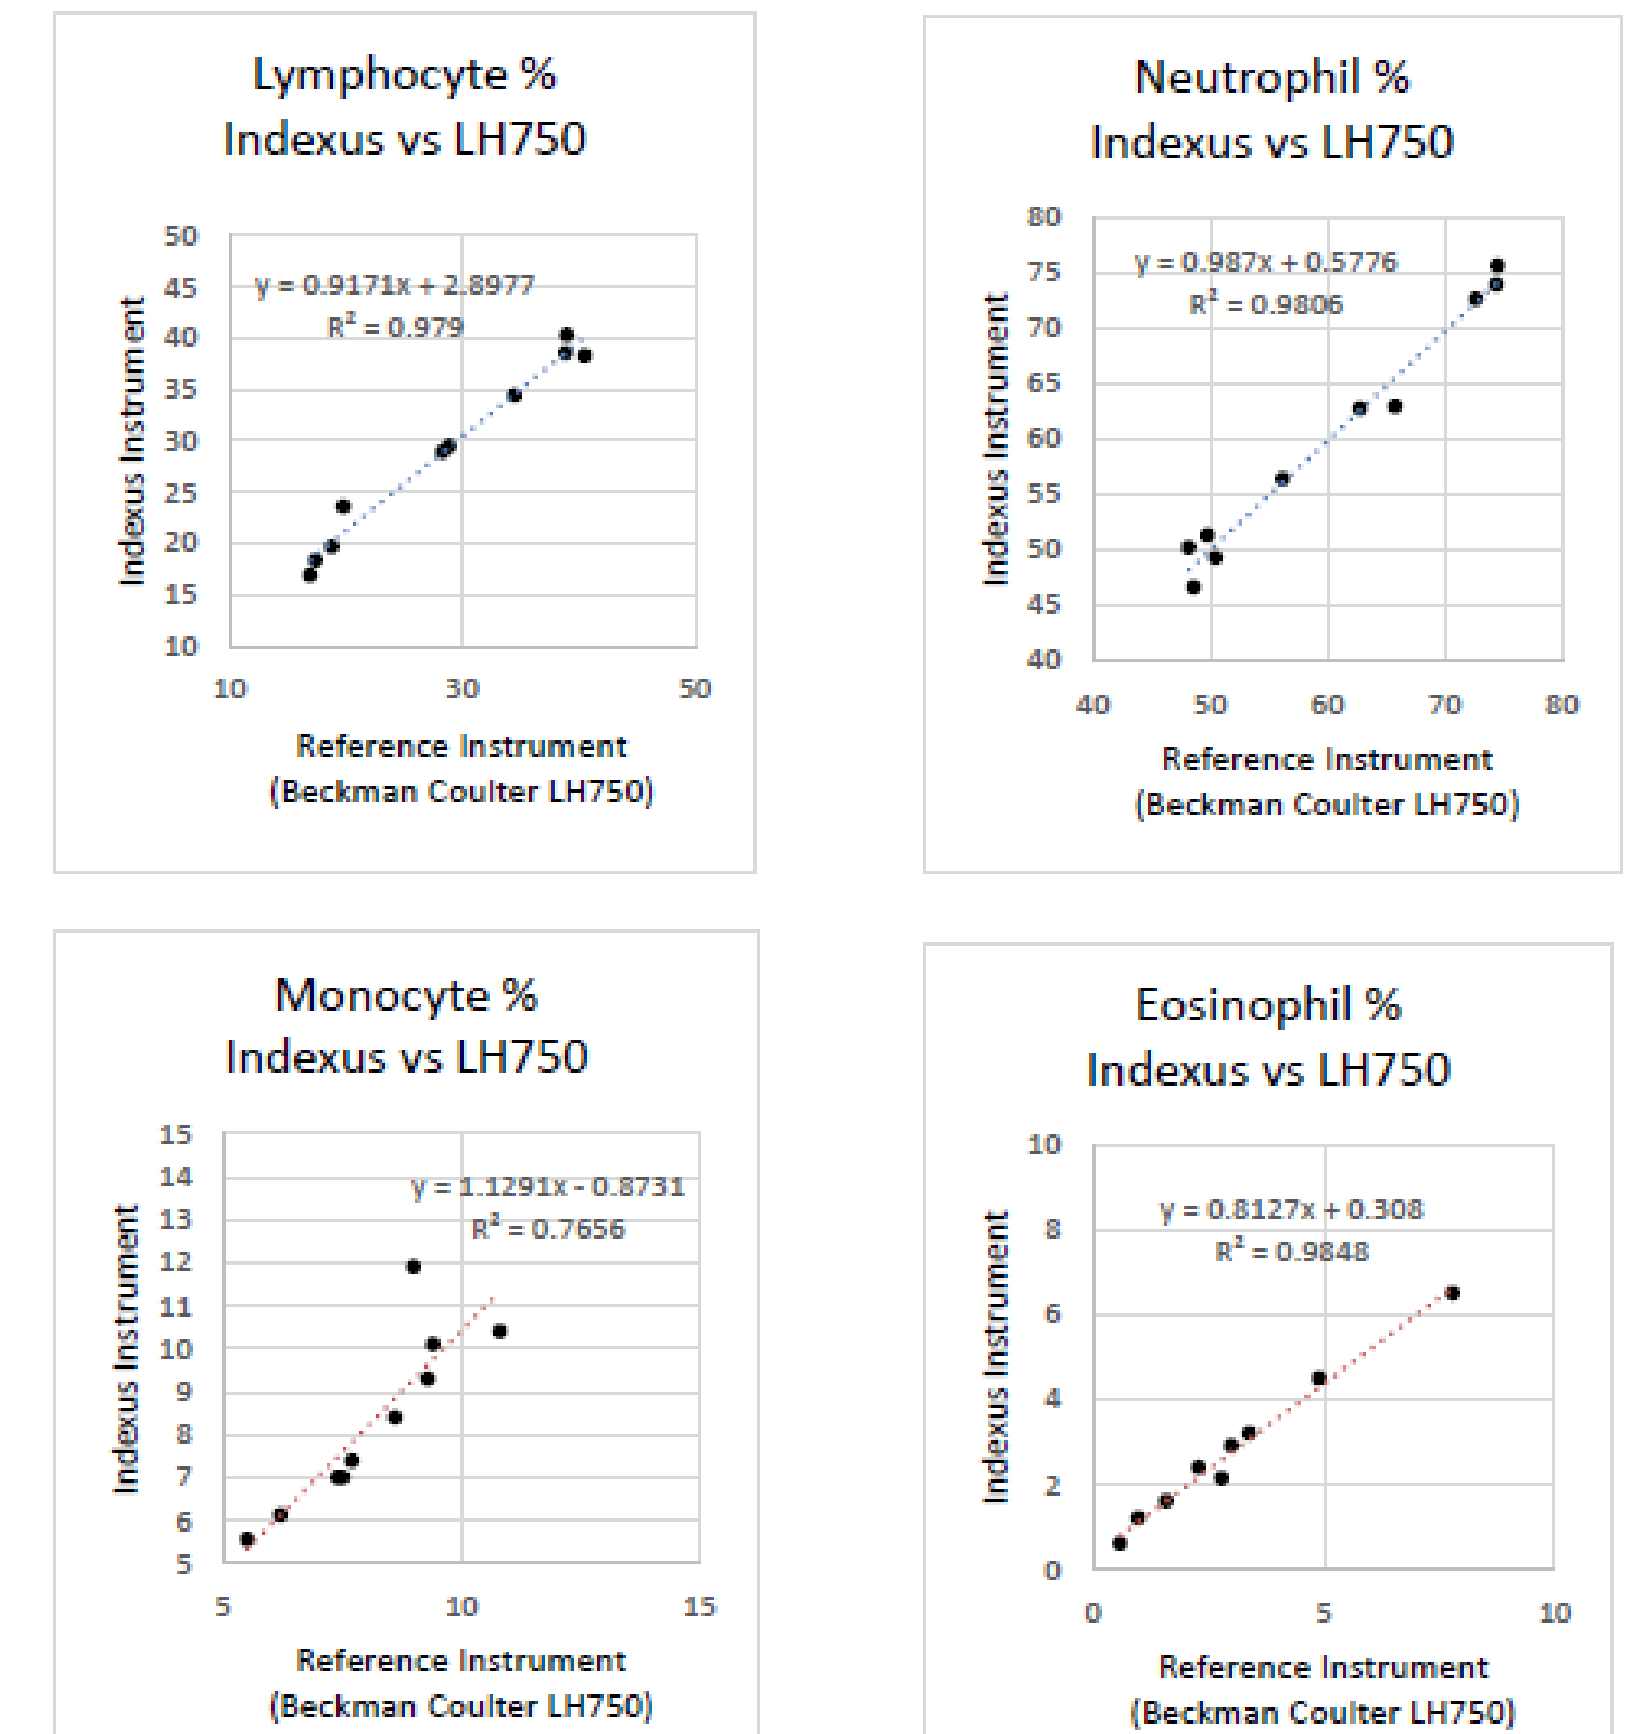 Lymphocyte %
Indexus vs LH750
Indexus Instrument
50
45
40
35
30
25
20
15
10
y = 0.9171x + 2.8977
R² = 0.979
10 30 50
Reference Instrument
(Beckman Coulter LH750)
Neutrophil %
Indexus vs LH750
Indexus Instrument
80
75
70
65
60
55
50
45
40
y = 0.987x + 0.5776
R² = 0.9806
40 50 60 70 80
Reference Instrument
(Beckman Coulter LH750)
Monocyte %
Indexus vs LH750
Indexus Instrument
15
14
13
12
11
10
9
8
7
6
5
y = 1.1291x - 0.8731
R² = 0.7656
5 10 15
Reference Instrument
(Beckman Coulter LH750)
Eosinophil %
Indexus vs LH750
Indexus Instrument
10
8
6
4
2
0
y = 0.8127x + 0.308
R² = 0.9848
0 5 10
Reference Instrument
(Beckman Coulter LH750)